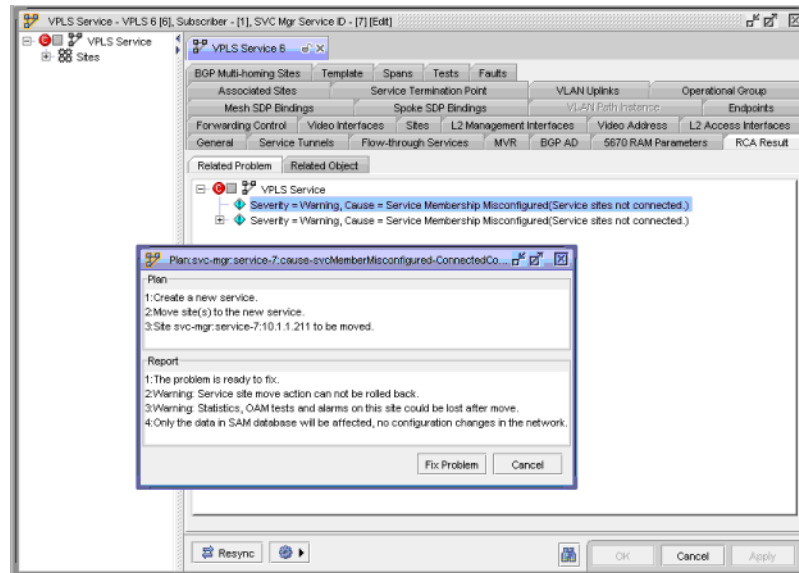 VPLS Service - VPLS 6 [6], Subscriber - [1], SVC Mgr Service ID - [7] [Edit]
VPLS Service
Sites
VPLS Service 6
BGP Multi-homing Sites Template Spans Tests Faults
Associated Sites Service Termination Point VLAN Uplinks Operational Group
Mesh SDP Bindings Spoke SDP Bindings VLAN Path Instance Endpoints
Forwarding Control Video Interfaces Sites L2 Management Interfaces Video Address L2 Access Interfaces
General Service Tunnels Flow-through Services MVR BGP AD 5670 RAM Parameters RCA Result
Related Problem Related Object
VPLS Service
Severity = Warning, Cause = Service Membership Misconfigured(Service sites not connected.)
Severity = Warning, Cause = Service Membership Misconfigured(Service sites not connected.)
Plan:svc-mgr:service-7:cause-svcMemberMisconfigured-ConnectedCo...
Plan
1:Create a new service.
2:Move site(s) to the new service.
3:Site svc-mgr:service-7:10.1.1.211 to be moved.
Report
1:The problem is ready to fix.
2:Warning: Service site move action can not be rolled back.
3:Warning: Statistics, OAM tests and alarms on this site could be lost after move.
4:Only the data in SAM database will be affected, no configuration changes in the network.
Fix Problem Cancel
Resync OK Cancel Apply